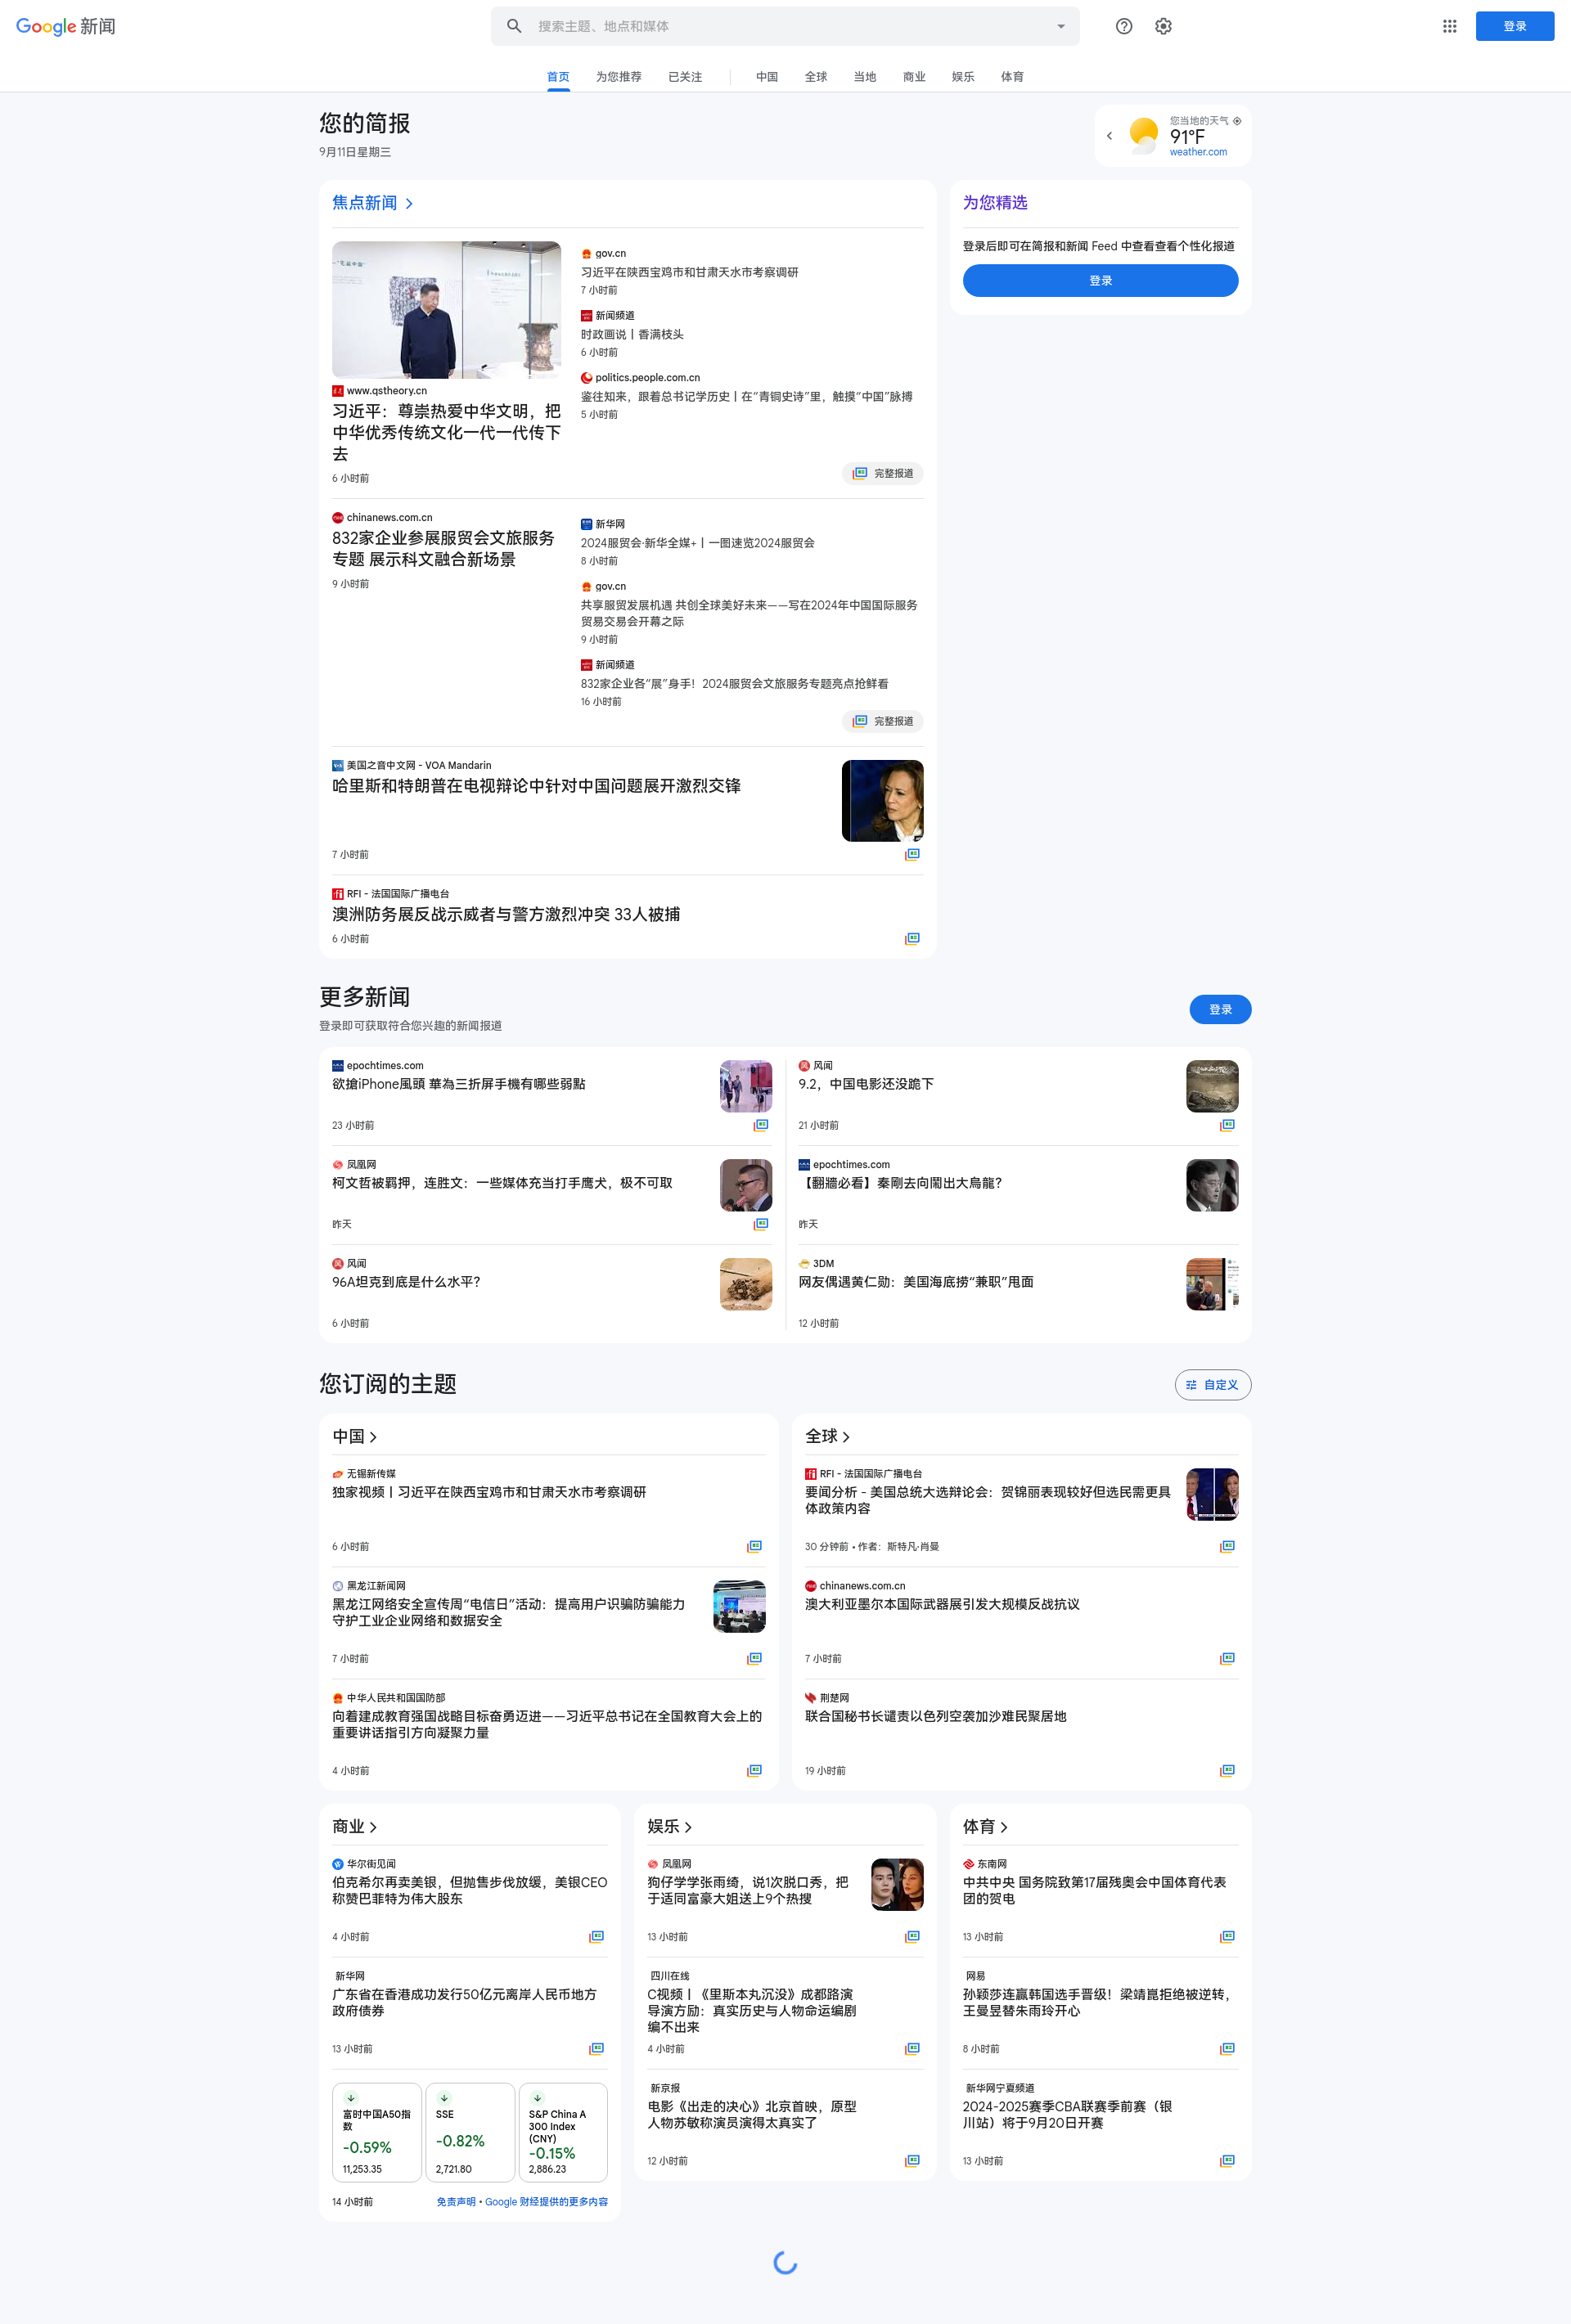 Google 新闻
搜索主题、地点和媒体
登录
首页
为您推荐
已关注
中国
全球
当地
商业
娱乐
体育
您的简报
9月11日星期三
您当地的天气
91°F
weather.com
焦点新闻
www.qstheory.cn
习近平：尊崇热爱中华文明，把
中华优秀传统文化一代一代传下
去
6 小时前
gov.cn
习近平在陕西宝鸡市和甘肃天水市考察调研
7 小时前
新闻频道
时政画说丨香满枝头
6 小时前
politics.people.com.cn
鉴往知来，跟着总书记学历史丨在“青铜史诗”里，触摸“中国”脉搏
5 小时前
完整报道
chinanews.com.cn
832家企业参展服贸会文旅服务
专题 展示科文融合新场景
9 小时前
新华网
2024服贸会·新华全媒+丨一图速览2024服贸会
8 小时前
gov.cn
共享服贸发展机遇 共创全球美好未来——写在2024年中国国际服务
贸易交易会开幕之际
9 小时前
新闻频道
832家企业各“展”身手！2024服贸会文旅服务专题亮点抢鲜看
16 小时前
完整报道
美国之音中文网 - VOA Mandarin
哈里斯和特朗普在电视辩论中针对中国问题展开激烈交锋
7 小时前
RFI - 法国国际广播电台
澳洲防务展反战示威者与警方激烈冲突 33人被捕
6 小时前
为您精选
登录后即可在简报和新闻 Feed 中查看查看个性化报道
登录
更多新闻
登录即可获取符合您兴趣的新闻报道
登录
epochtimes.com
欲搶iPhone風頭 華為三折屏手機有哪些弱點
23 小时前
凤凰网
柯文哲被羁押，连胜文：一些媒体充当打手鹰犬，极不可取
昨天
风闻
96A坦克到底是什么水平？
6 小时前
风闻
9.2，中国电影还没跪下
21 小时前
epochtimes.com
【翻牆必看】秦剛去向鬧出大烏龍？
昨天
3DM
网友偶遇黄仁勋：美国海底捞“兼职”甩面
12 小时前
您订阅的主题
自定义
中国
无锡新传媒
独家视频丨习近平在陕西宝鸡市和甘肃天水市考察调研
6 小时前
黑龙江新闻网
黑龙江网络安全宣传周“电信日”活动：提高用户识骗防骗能力
守护工业企业网络和数据安全
7 小时前
中华人民共和国国防部
向着建成教育强国战略目标奋勇迈进——习近平总书记在全国教育大会上的
重要讲话指引方向凝聚力量
4 小时前
全球
RFI - 法国国际广播电台
要闻分析 - 美国总统大选辩论会：贺锦丽表现较好但选民需更具
体政策内容
30 分钟前 • 作者：斯特凡·肖曼
chinanews.com.cn
澳大利亚墨尔本国际武器展引发大规模反战抗议
7 小时前
荆楚网
联合国秘书长谴责以色列空袭加沙难民聚居地
19 小时前
商业
华尔街见闻
伯克希尔再卖美银，但抛售步伐放缓，美银CEO
称赞巴菲特为伟大股东
4 小时前
新华网
广东省在香港成功发行50亿元离岸人民币地方
政府债券
13 小时前
富时中国A50指
数
-0.59%
11,253.35
SSE
-0.82%
2,721.80
S&P China A
300 Index
(CNY)
-0.15%
2,886.23
14 小时前
免责声明 • Google 财经提供的更多内容
娱乐
凤凰网
狗仔学学张雨绮，说1次脱口秀，把
于适同富豪大姐送上9个热搜
13 小时前
四川在线
C视频丨《里斯本丸沉没》成都路演
导演方励：真实历史与人物命运编剧
编不出来
4 小时前
新京报
电影《出走的决心》北京首映，原型
人物苏敏称演员演得太真实了
12 小时前
体育
东南网
中共中央 国务院致第17届残奥会中国体育代表
团的贺电
13 小时前
网易
孙颖莎连赢韩国选手晋级！梁靖崑拒绝被逆转，
王曼昱替朱雨玲开心
8 小时前
新华网宁夏频道
2024-2025赛季CBA联赛季前赛（银
川站）将于9月20日开赛
13 小时前